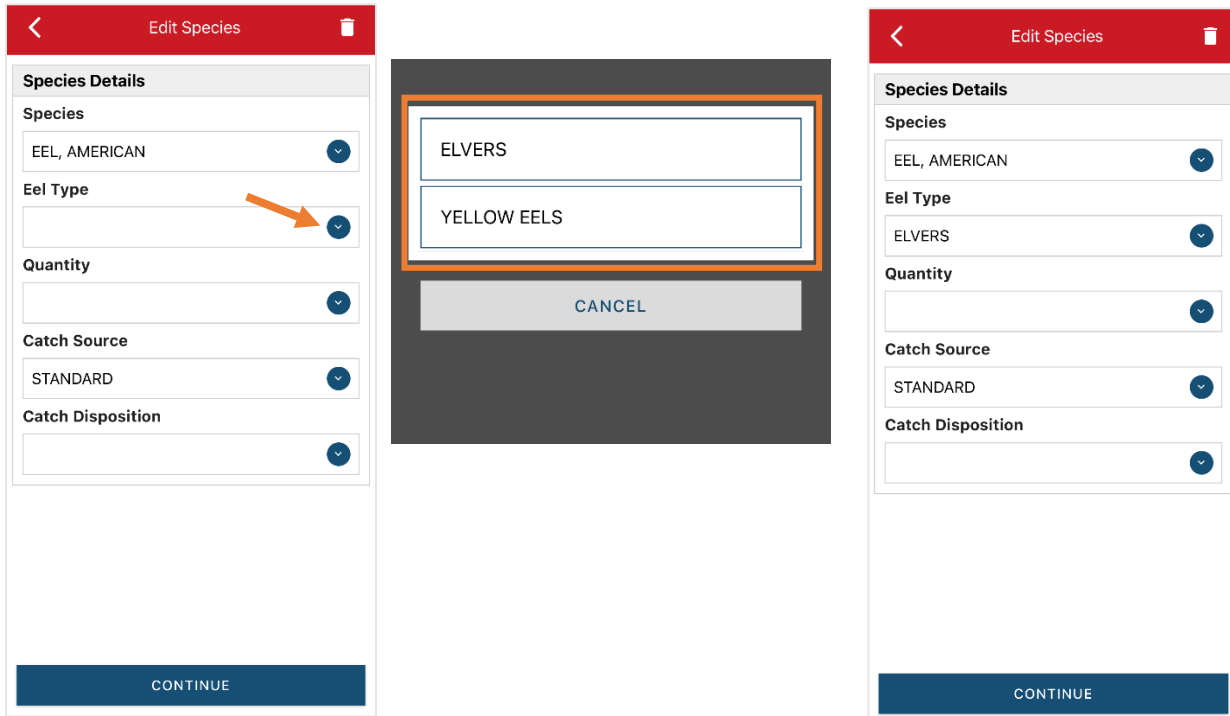 Edit Species
Species Details
Species
EEL, AMERICAN
Eel Type
Quantity
Catch Source
STANDARD
Catch Disposition
CONTINUE
ELVERS
YELLOW EELS
CANCEL
Edit Species
Species Details
Species
EEL, AMERICAN
Eel Type
ELVERS
Quantity
Catch Source
STANDARD
Catch Disposition
CONTINUE